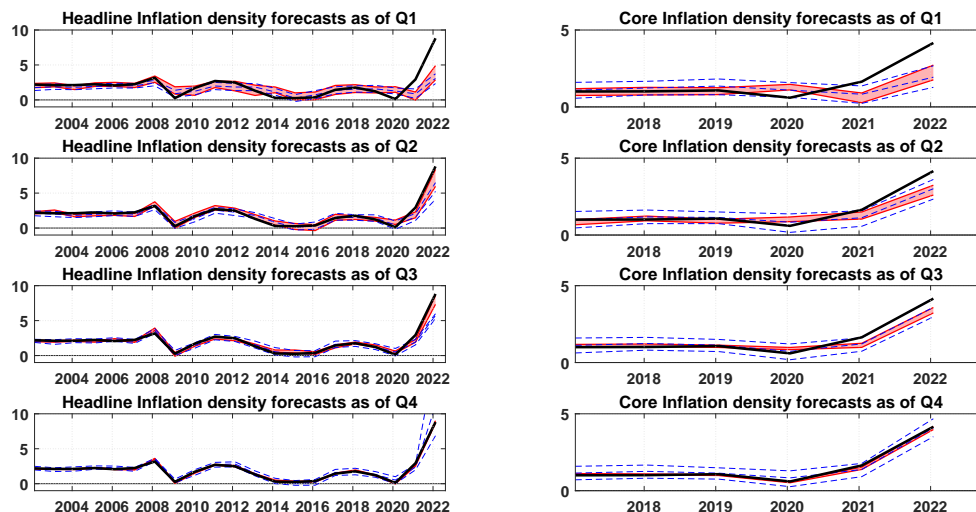 Headline Inflation density forecasts as of Q1
10
5
0
2004 2006 2008 2010 2012 2014 2016 2018 2020 2022
Core Inflation density forecasts as of Q1
5
0
2018 2019 2020 2021 2022
Headline Inflation density forecasts as of Q2
10
5
0
2004 2006 2008 2010 2012 2014 2016 2018 2020 2022
Core Inflation density forecasts as of Q2
5
0
2018 2019 2020 2021 2022
Headline Inflation density forecasts as of Q3
10
5
0
2004 2006 2008 2010 2012 2014 2016 2018 2020 2022
Core Inflation density forecasts as of Q3
5
0
2018 2019 2020 2021 2022
Headline Inflation density forecasts as of Q4
10
5
0
2004 2006 2008 2010 2012 2014 2016 2018 2020 2022
Core Inflation density forecasts as of Q4
5
0
2018 2019 2020 2021 2022